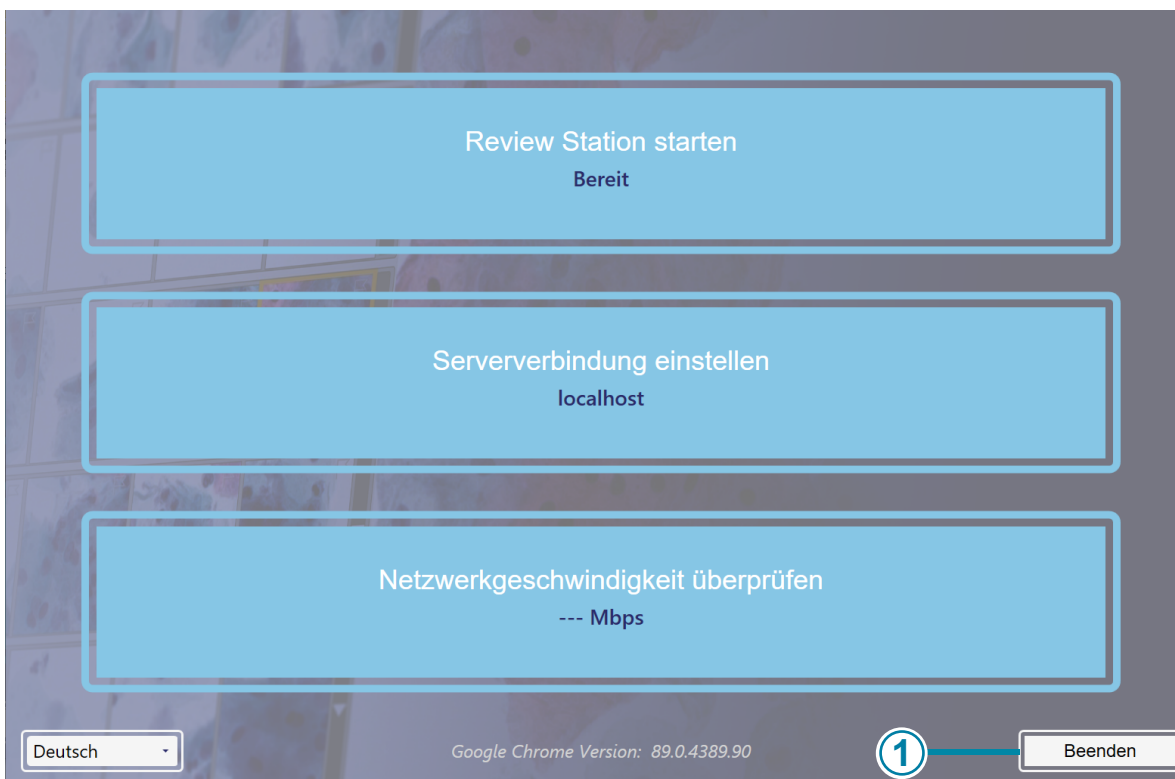 Review Station starten
Bereit
Serververbindung einstellen
localhost
Netzwerkgeschwindigkeit überprüfen
--- Mbps
Deutsch
Google Chrome Version: 89.0.4389.90
1
Beenden